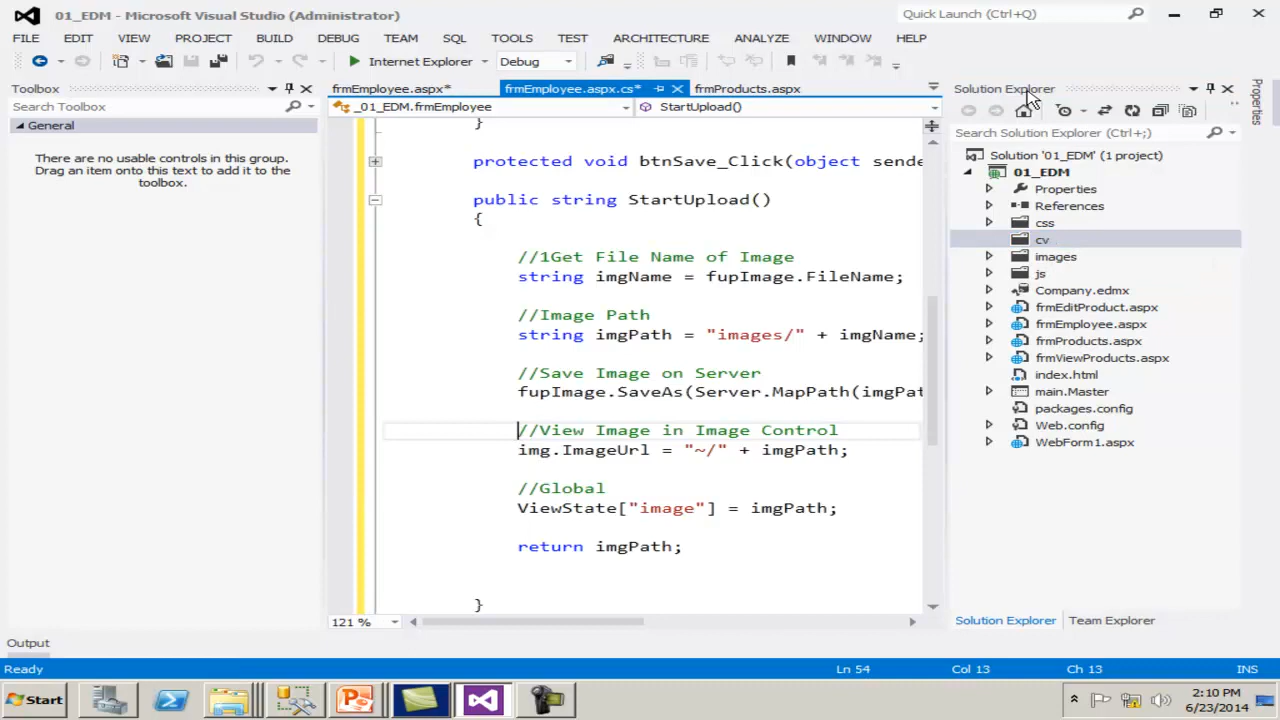 01_EDM - Microsoft Visual Studio (Administrator)
Quick Launch (Ctrl+Q)
FILE EDIT VIEW PROJECT BUILD DEBUG TEAM SQL TOOLS TEST ARCHITECTURE ANALYZE WINDOW HELP
Internet Explorer Debug
Toolbox
Search Toolbox
General
There are no usable controls in this group.
Drag an item onto this text to add it to the
toolbox.
frmEmployee.aspx* frmEmployee.aspx.cs* frmProducts.aspx
_01_EDM.frmEmployee StartUpload()
}
protected void btnSave_Click(object sende
public string StartUpload()
{
//1Get File Name of Image
string imgName = fupImage.FileName;
//Image Path
string imgPath = "images/" + imgName;
//Save Image on Server
fupImage.SaveAs(Server.MapPath(imgPat
//View Image in Image Control
img.ImageUrl = "~/" + imgPath;
//Global
ViewState["image"] = imgPath;
return imgPath;
}
121 %
Solution Explorer
Search Solution Explorer (Ctrl+;)
Solution '01_EDM' (1 project)
01_EDM
Properties
References
css
cv
images
js
Company.edmx
frmEditProduct.aspx
frmEmployee.aspx
frmProducts.aspx
frmViewProducts.aspx
index.html
main.Master
packages.config
Web.config
WebForm1.aspx
Solution Explorer Team Explorer
Properties
Output
Ready Ln 54 Col 13 Ch 13 INS
Start
2:10 PM
6/23/2014